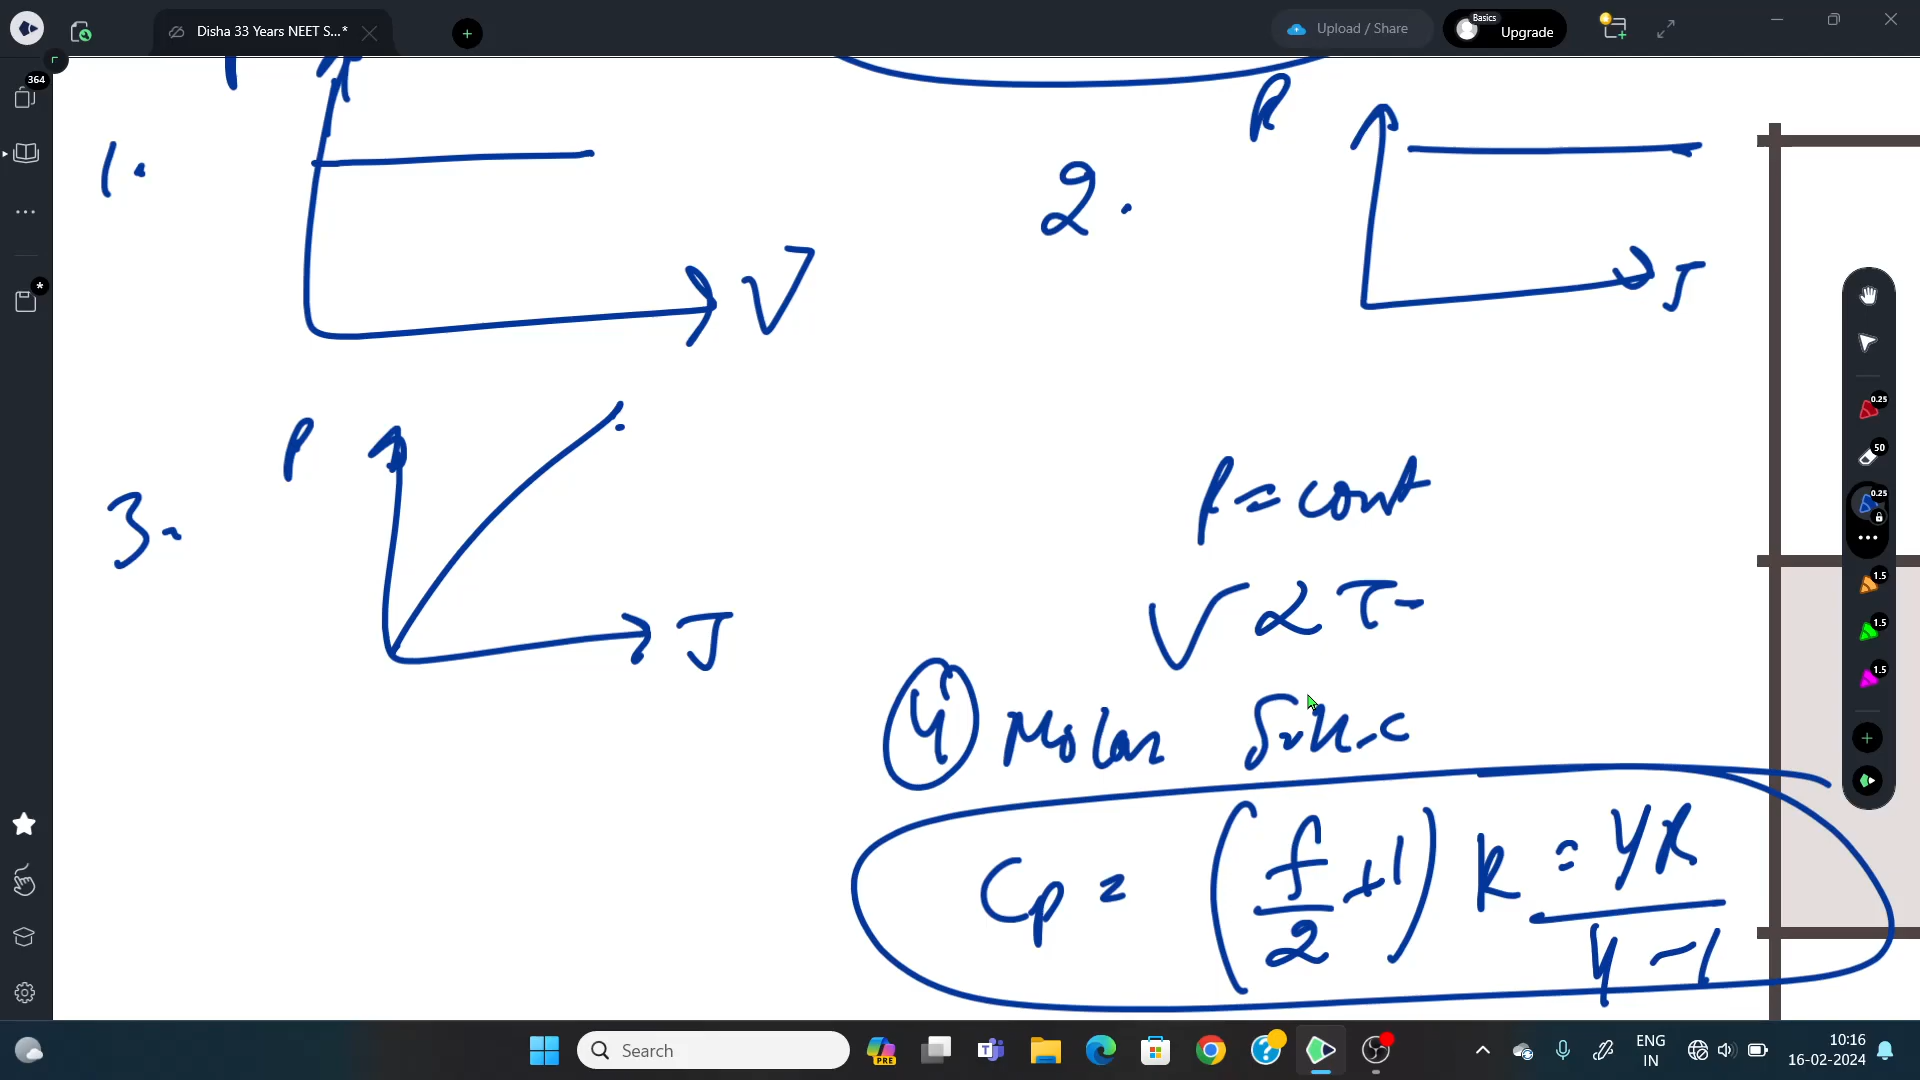 Disha 33 Years NEET S...*
Upload / Share
Basics
Upgrade
364
1.
V
2.
P
T
3.
P
T
P = const
V ∝ T
4 Molar S.H.C
Cp = (f/2 + 1) R = γR/γ - 1
0.25
50
0.25
1.5
1.5
1.5
Search
PRE
ENG
IN
10:16
16-02-2024